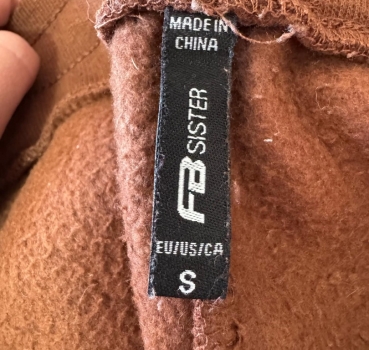 MADE IN
CHINA
FB SISTER
EU/US/CA
S